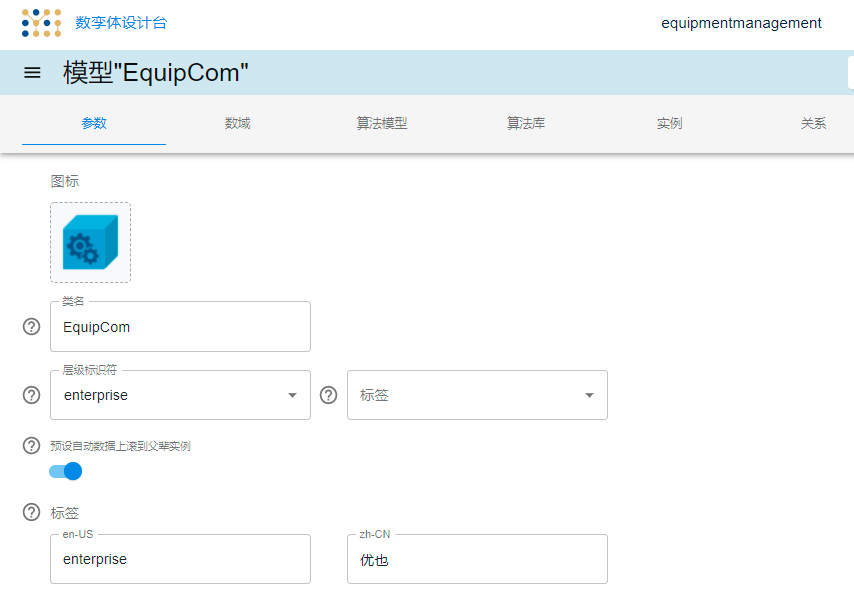 数孪体设计台 equipmentmanagement
模型"EquipCom"
参数 数域 算法模型 算法库 实例 关系
图标
类名
EquipCom
层级标识符
enterprise 标签
预设自动数据上滚到父辈实例
标签
en-US zh-CN
enterprise 优也